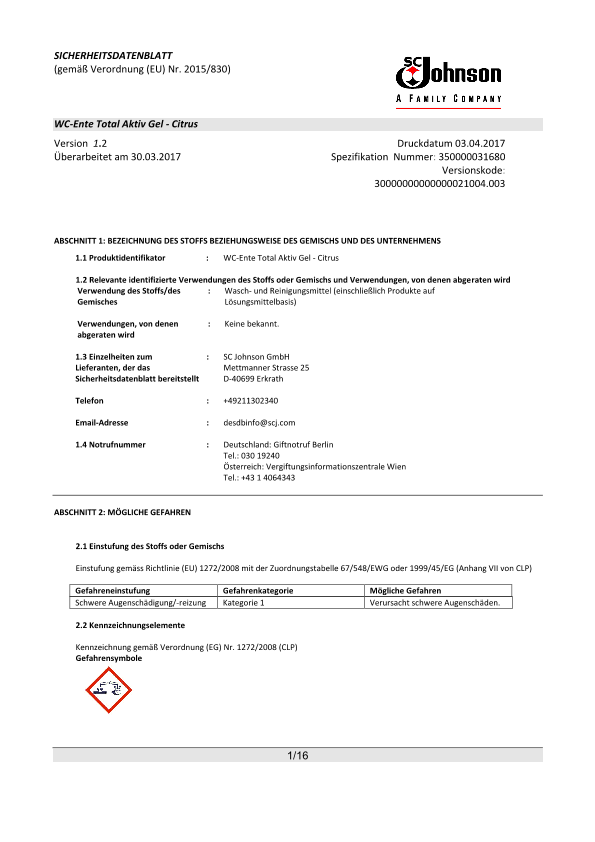 SICHERHEITSDATENBLATT
(gemäß Verordnung (EU) Nr. 2015/830)
SC Johnson
A FAMILY COMPANY
WC-Ente Total Aktiv Gel - Citrus
Version 1.2
Überarbeitet am 30.03.2017
Druckdatum 03.04.2017
Spezifikation Nummer: 350000031680
Versionskode:
30000000000000021004.003
ABSCHNITT 1: BEZEICHNUNG DES STOFFS BEZIEHUNGSWEISE DES GEMISCHS UND DES UNTERNEHMENS
1.1 Produktidentifikator : WC-Ente Total Aktiv Gel - Citrus
1.2 Relevante identifizierte Verwendungen des Stoffs oder Gemischs und Verwendungen, von denen abgeraten wird
Verwendung des Stoffs/des : Wasch- und Reinigungsmittel (einschließlich Produkte auf
Gemisches Lösungsmittelbasis)
Verwendungen, von denen : Keine bekannt.
abgeraten wird
1.3 Einzelheiten zum : SC Johnson GmbH
Lieferanten, der das Mettmanner Strasse 25
Sicherheitsdatenblatt bereitstellt D-40699 Erkrath
Telefon : +49211302340
Email-Adresse : desdbinfo@scj.com
1.4 Notrufnummer : Deutschland: Giftnotruf Berlin
Tel.: 030 19240
Österreich: Vergiftungsinformationszentrale Wien
Tel.: +43 1 4064343
ABSCHNITT 2: MÖGLICHE GEFAHREN
2.1 Einstufung des Stoffs oder Gemischs
Einstufung gemäss Richtlinie (EU) 1272/2008 mit der Zuordnungstabelle 67/548/EWG oder 1999/45/EG (Anhang VII von CLP)
Gefahreneinstufung Gefahrenkategorie Mögliche Gefahren
Schwere Augenschädigung/-reizung Kategorie 1 Verursacht schwere Augenschäden.
2.2 Kennzeichnungselemente
Kennzeichnung gemäß Verordnung (EG) Nr. 1272/2008 (CLP)
Gefahrensymbole
1/16